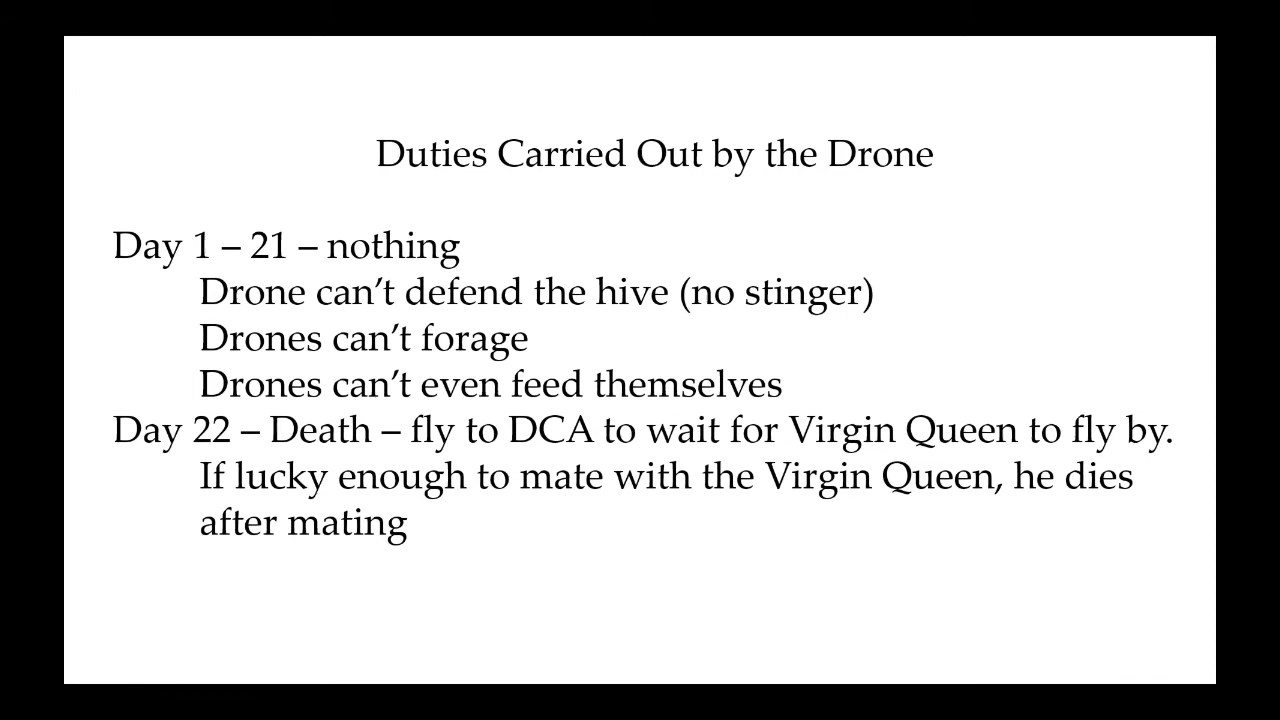 Duties Carried Out by the Drone
Day 1 – 21 – nothing
Drone can’t defend the hive (no stinger)
Drones can’t forage
Drones can’t even feed themselves
Day 22 – Death – fly to DCA to wait for Virgin Queen to fly by.
If lucky enough to mate with the Virgin Queen, he dies
after mating